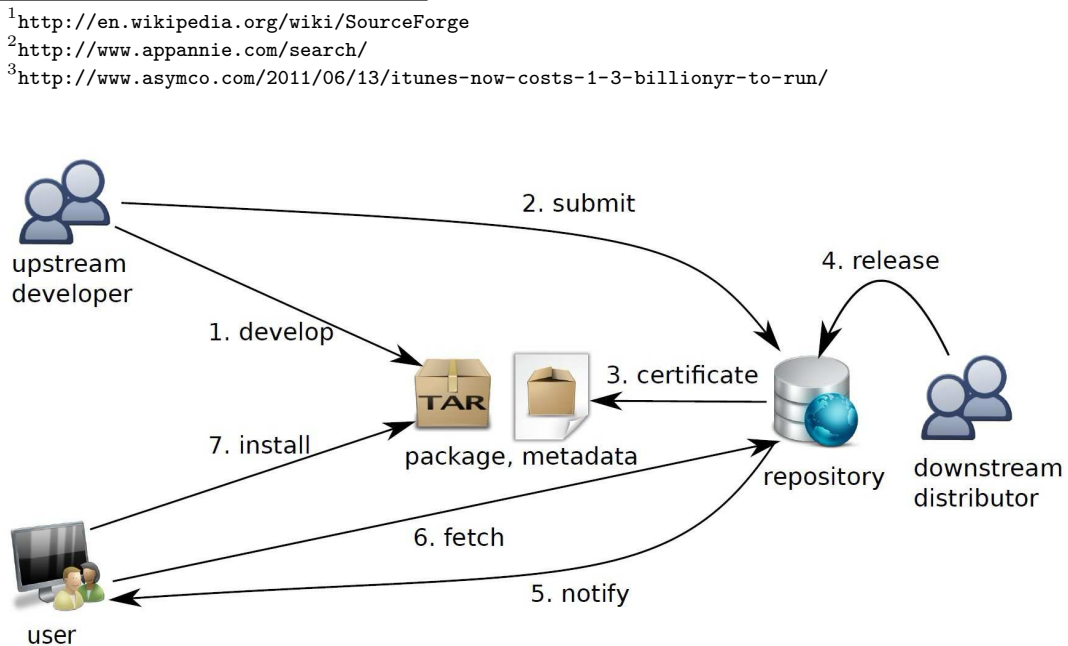 1http://en.wikipedia.org/wiki/SourceForge
2http://www.appannie.com/search/
3http://www.asymco.com/2011/06/13/itunes-now-costs-1-3-billionyr-to-run/
2. submit
upstream
developer
4. release
1. develop
3. certificate
TAR
7. install
package, metadata
repository
downstream
distributor
6. fetch
5. notify
user